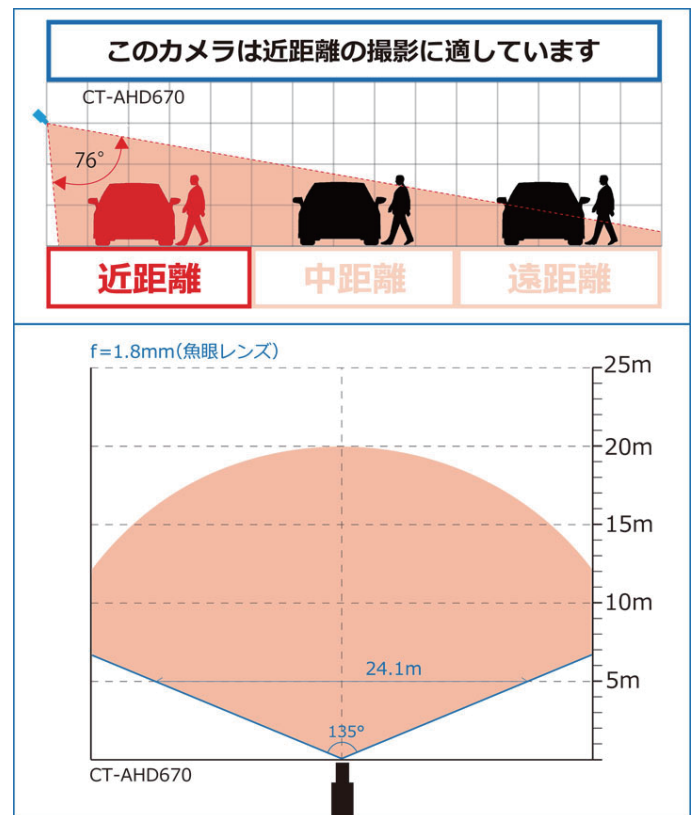 このカメラは近距離の撮影に適しています
CT-AHD670
76°
近距離
中距離
遠距離
f=1.8mm(魚眼レンズ)
25m
20m
15m
10m
24.1m
5m
135°
CT-AHD670